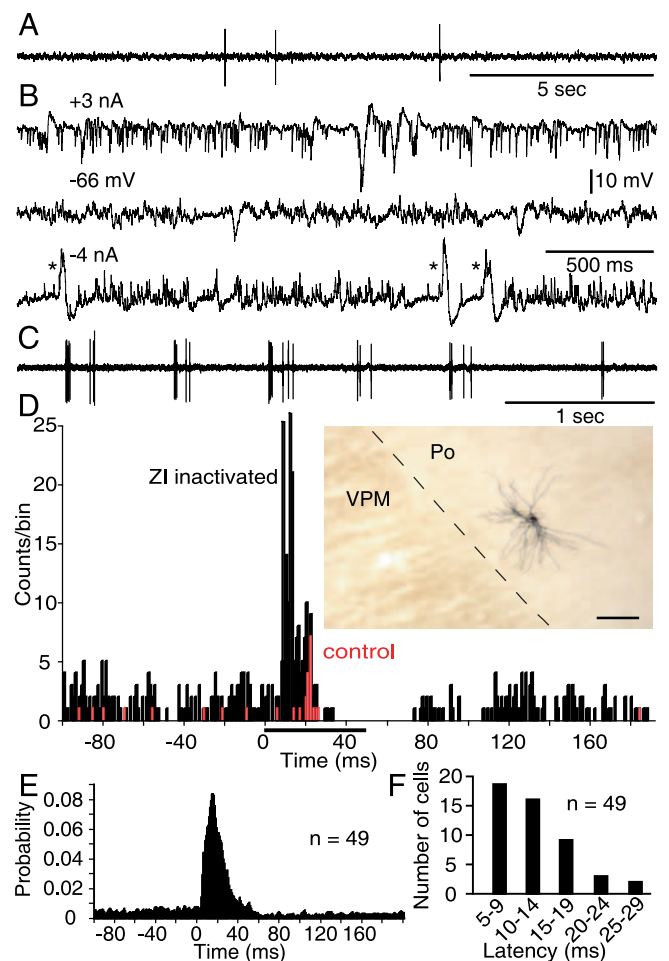 A
5 sec
B
+3 nA
-66 mV
10 mV
* -4 nA * *
500 ms
C
1 sec
D
25
20
15
10
5
0
Counts/bin
ZI inactivated
control
Po
VPM
-80 -40 0 40 80 120 160
Time (ms)
E
0.08
0.06
0.04
0.02
0
Probability
n = 49
-80 -40 0 40 80 120 160
Time (ms)
F
20
15
10
5
0
Number of cells
n = 49
5-9 10-14 15-19 20-24 25-29
Latency (ms)